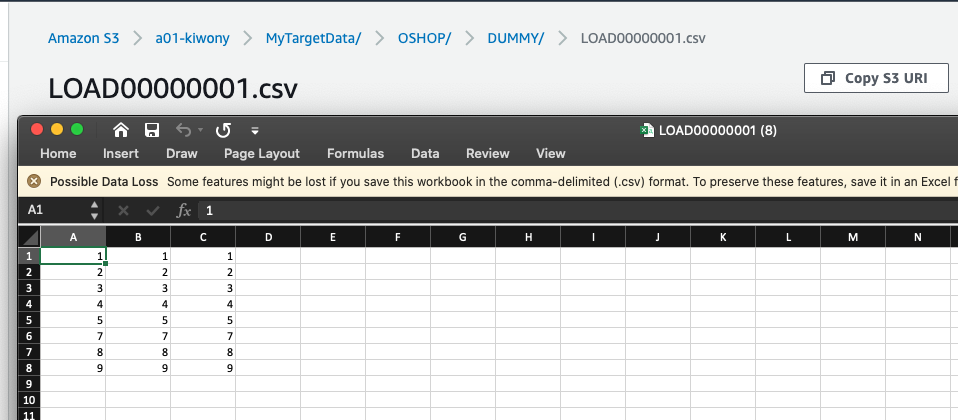 Amazon S3 > a01-kiwony > MyTargetData/ > OSHOP/ > DUMMY/ > LOAD00000001.csv
LOAD00000001.csv
Copy S3 URI
LOAD00000001 (8)
Home Insert Draw Page Layout Formulas Data Review View
Possible Data Loss Some features might be lost if you save this workbook in the comma-delimited (.csv) format. To preserve these features, save it in an Excel f
A1 fx 1
A B C D E F G H I J K L M N
1 1 1 1
2 2 2 2
3 3 3 3
4 4 4 4
5 5 5 5
6 7 7 7
7 8 8 8
8 9 9 9
9
10
11